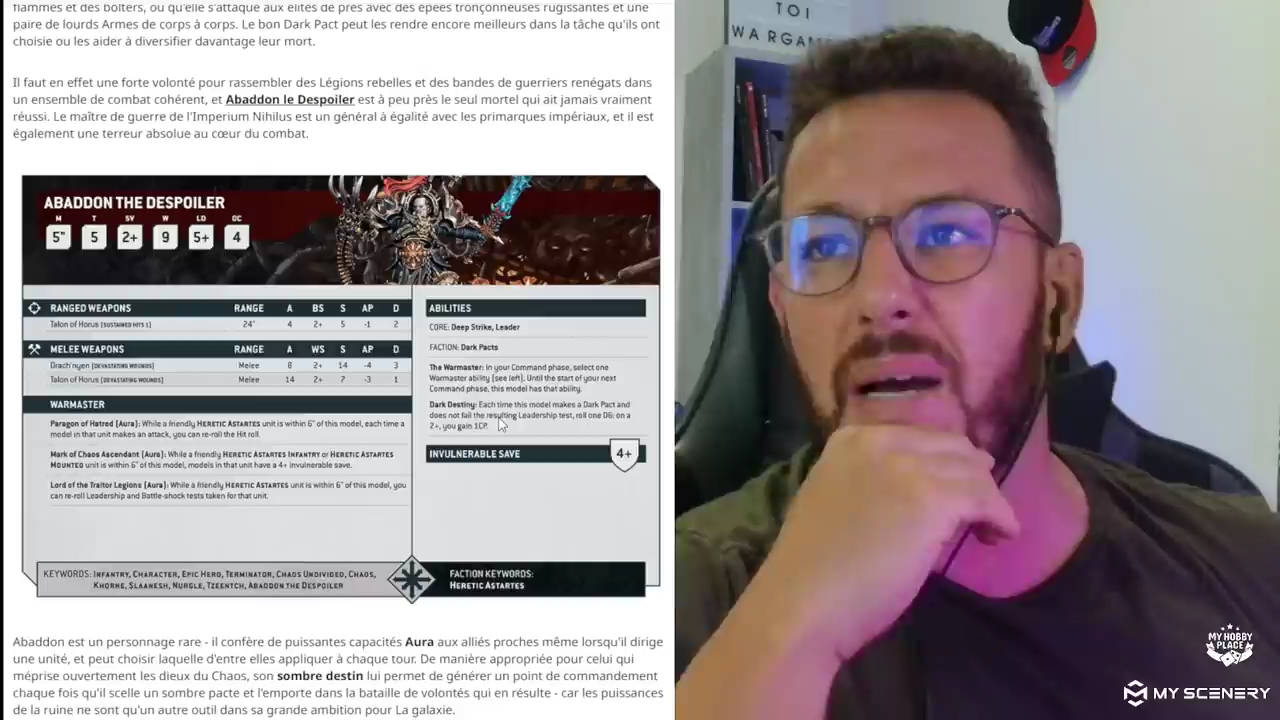 flammes et des bolters, ou qu'elle s'attaque aux élites de près avec des épées tronçonneuses rugissantes et une
paire de lourds Armes de corps à corps. Le bon Dark Pact peut les rendre encore meilleurs dans la tâche qu'ils ont
choisie ou les aider à diversifier davantage leur mort.
Il faut en effet une forte volonté pour rassembler des Légions rebelles et des bandes de guerriers renégats dans
un ensemble de combat cohérent, et Abaddon le Despoiler est à peu près le seul mortel qui ait jamais vraiment
réussi. Le maître de guerre de l'Imperium Nihilus est un général à égalité avec les primarques impériaux, et il est
également une terreur absolue au cœur du combat.
ABADDON THE DESPOILER
M T SV W LD OC
5" 5 2+ 9 5+ 4
RANGED WEAPONS RANGE A BS S AP D
Talon of Horus [SUSTAINED HITS 1] 24" 4 2+ 5 -1 2
MELEE WEAPONS RANGE A WS S AP D
Drach'nyen [DEVASTATING WOUNDS] Melee 8 2+ 14 -4 3
Talon of Horus [DEVASTATING WOUNDS] Melee 14 2+ 7 -3 1
WARMASTER
Paragon of Hatred (Aura): While a friendly HERETIC ASTARTES unit is within 6" of this model, each time a
model in that unit makes an attack, you can re-roll the Hit roll.
Mark of Chaos Ascendant (Aura): While a friendly HERETIC ASTARTES INFANTRY or HERETIC ASTARTES
MOUNTED unit is within 6" of this model, models in that unit have a 4+ invulnerable save.
Lord of the Traitor Legions (Aura): While a friendly HERETIC ASTARTES unit is within 6" of this model, you
can re-roll Leadership and Battle-shock tests taken for that unit.
ABILITIES
CORE: Deep Strike, Leader
FACTION: Dark Pacts
The Warmaster: In your Command phase, select one
Warmaster ability (see left). Until the start of your next
Command phase, this model has that ability.
Dark Destiny: Each time this model makes a Dark Pact and
does not fail the resulting Leadership test, roll one D6: on a
2+, you gain 1CP.
INVULNERABLE SAVE 4+
KEYWORDS: INFANTRY, CHARACTER, EPIC HERO, TERMINATOR, CHAOS UNDIVIDED, CHAOS,
KHORNE, SLAANESH, NURGLE, TZEENTCH, ABADDON THE DESPOILER
FACTION KEYWORDS:
HERETIC ASTARTES
Abaddon est un personnage rare - il confère de puissantes capacités Aura aux alliés proches même lorsqu'il dirige
une unité, et peut choisir laquelle d'entre elles appliquer à chaque tour. De manière appropriée pour celui qui
méprise ouvertement les dieux du Chaos, son sombre destin lui permet de générer un point de commandement
chaque fois qu'il scelle un sombre pacte et l'emporte dans la bataille de volontés qui en résulte - car les puissances
de la ruine ne sont qu'un autre outil dans sa grande ambition pour La galaxie.
TOI
WARGAM
MY HOBBY
PLACE
MY SCENERY